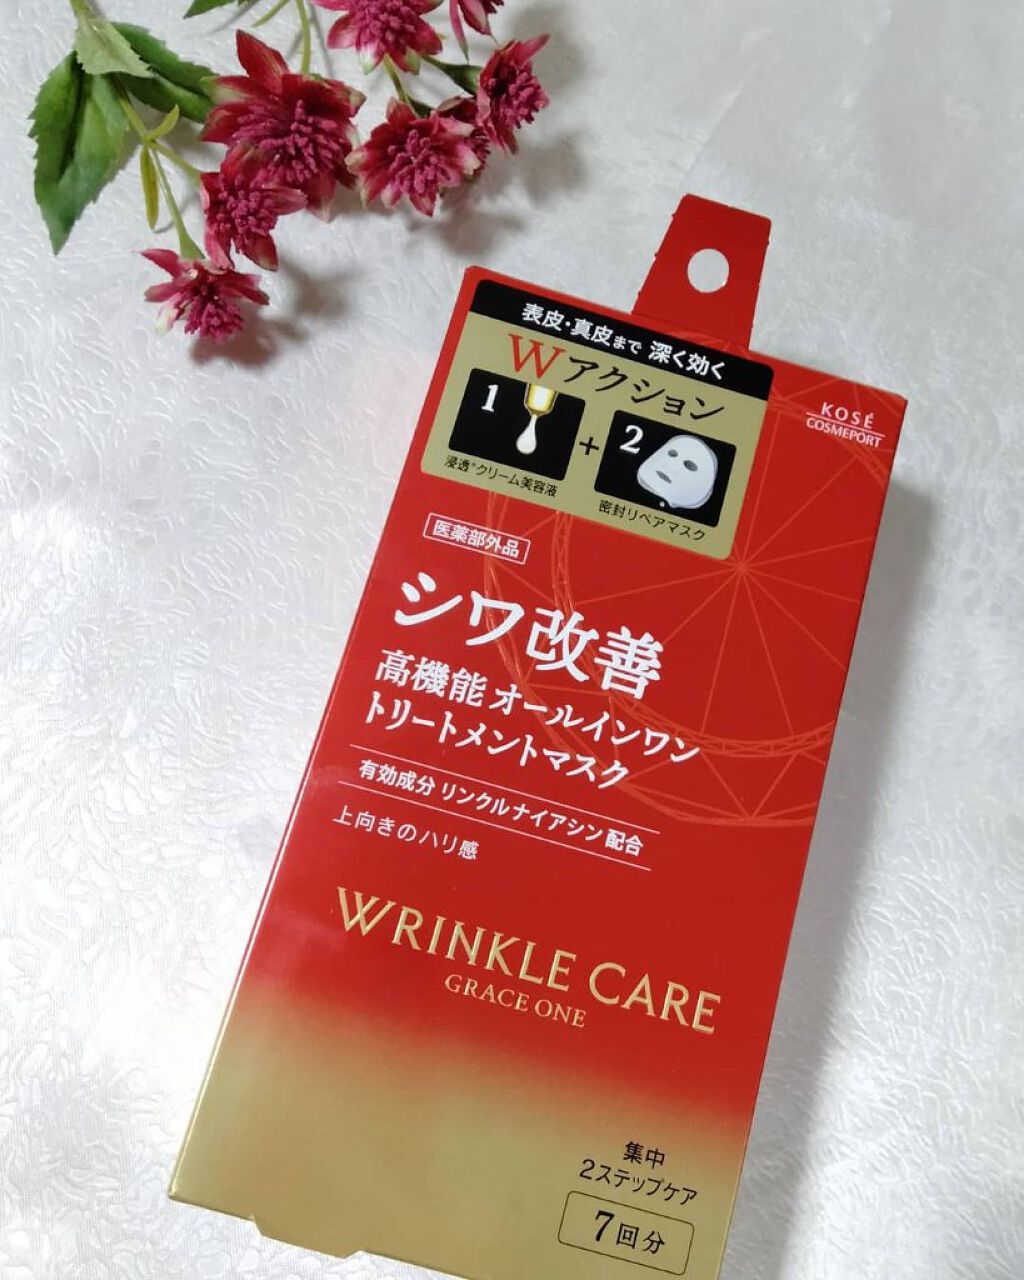 表皮・真皮まで 深く効く
Wアクション
1
+
2
浸透*クリーム美容液
密封リペアマスク
KOSÉ
COSMEPORT
医薬部外品
シワ改善
高機能 オールインワン
トリートメントマスク
有効成分 リンクルナイアシン 配合
上向きのハリ感
WRINKLE CARE
GRACE ONE
集中
2ステップケア
7回分